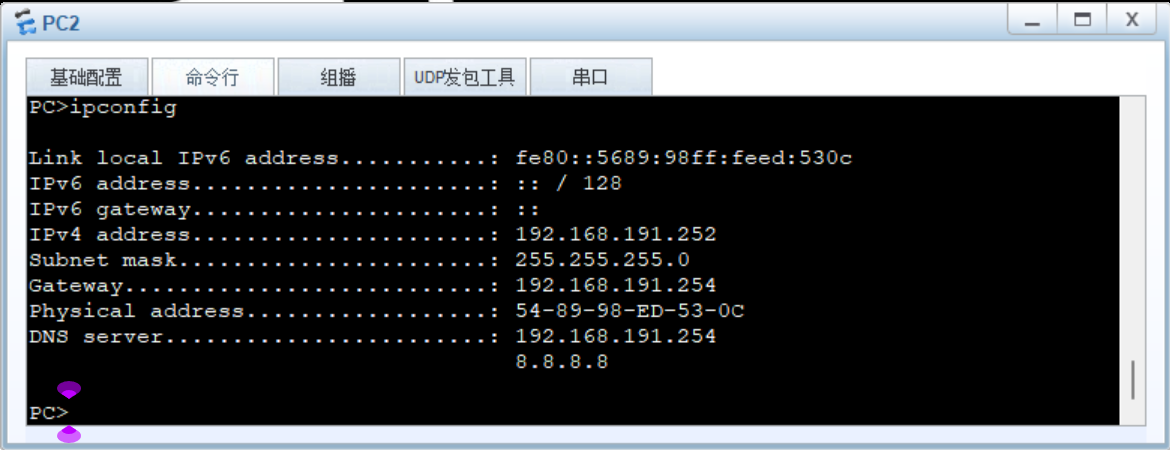 PC2
基础配置 命令行 组播 UDP发包工具 串口
PC>ipconfig
Link local IPv6 address...........: fe80::5689:98ff:feed:530c
IPv6 address......................: :: / 128
IPv6 gateway......................: ::
IPv4 address......................: 192.168.191.252
Subnet mask.......................: 255.255.255.0
Gateway...........................: 192.168.191.254
Physical address..................: 54-89-98-ED-53-0C
DNS server........................: 192.168.191.254
8.8.8.8
PC>